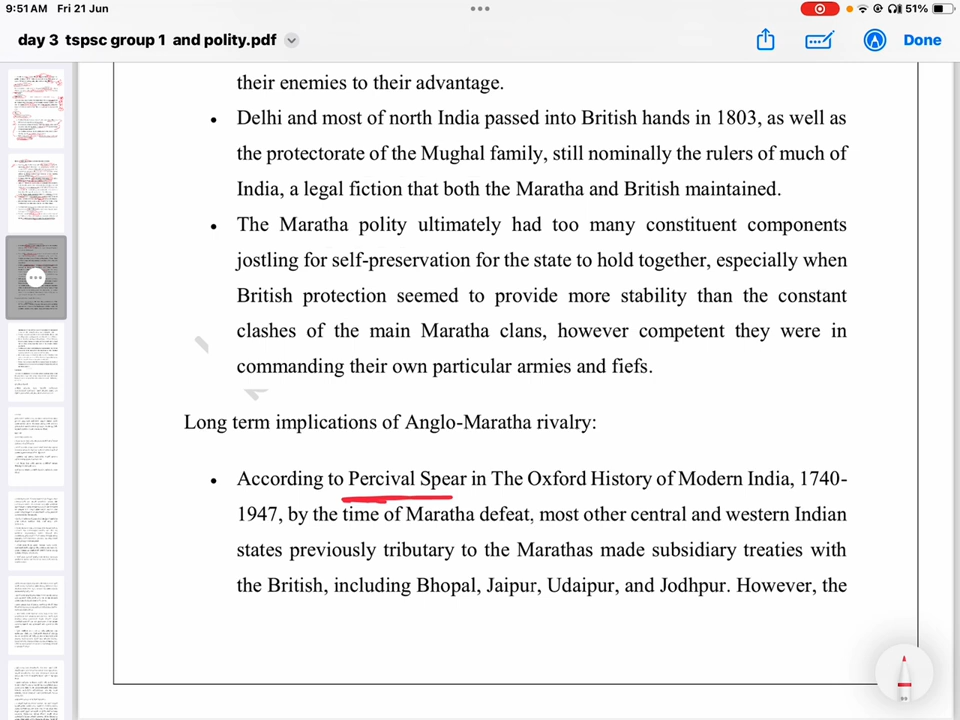 9:51AM Fri 21 Jun
51%
day 3 tspsc group 1 and polity.pdf
Done
their enemies to their advantage.
• Delhi and most of north India passed into British hands in 1803, as well as
the protectorate of the Mughal family, still nominally the rulers of much of
India, a legal fiction that both the Maratha and British maintained.
• The Maratha polity ultimately had too many constituent components
jostling for self-preservation for the state to hold together, especially when
British protection seemed to provide more stability than the constant
clashes of the main Maratha clans, however competent they were in
commanding their own particular armies and fiefs.
Long term implications of Anglo-Maratha rivalry:
• According to Percival Spear in The Oxford History of Modern India, 1740-
1947, by the time of Maratha defeat, most other central and western Indian
states previously tributary to the Marathas made subsidiary treaties with
the British, including Bhopal, Jaipur, Udaipur, and Jodhpur. However, the